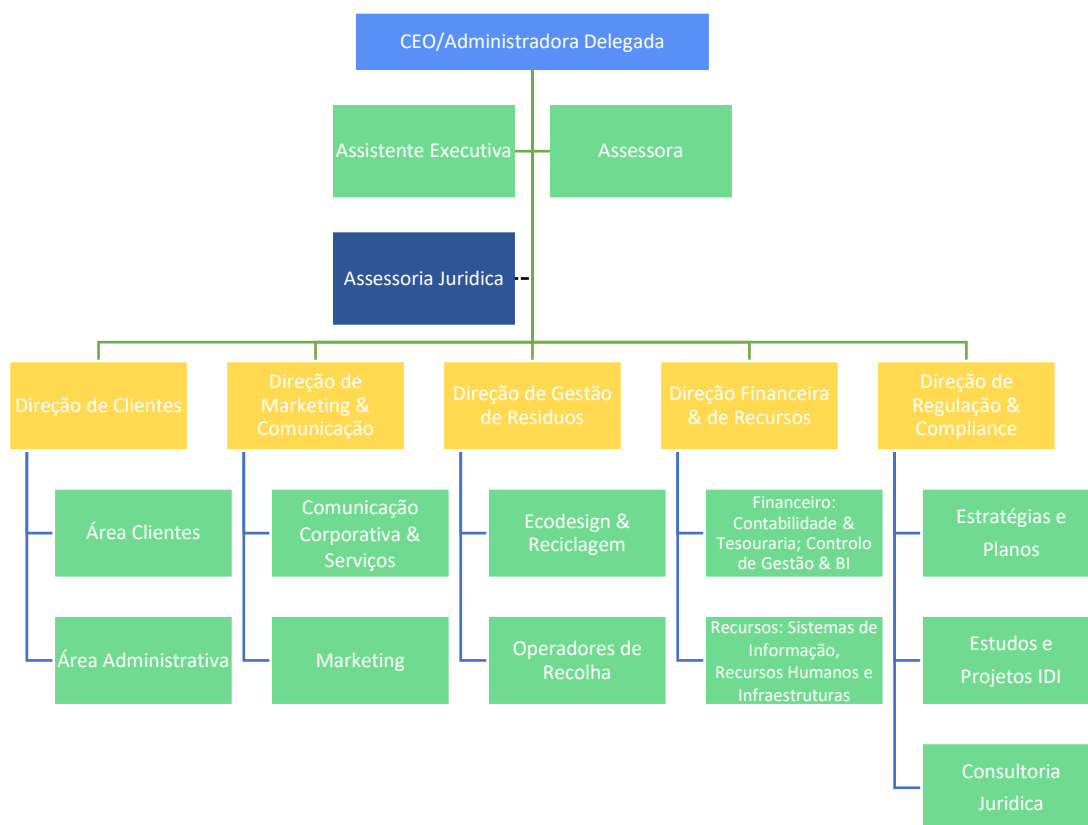 CEO/Administradora Delegada
Assistente Executiva
Assessora
Assessoria Juridica
Direção de Clientes
Direção de
Marketing &
Comunicação
Direção de Gestão
de Residuos
Direção Financeira
& de Recursos
Direção de
Regulação &
Compliance
Área Clientes
Comunicação
Corporativa &
Serviços
Ecodesign &
Reciclagem
Financeiro:
Contabilidade &
Tesouraria; Controlo
de Gestão & BI
Estratégias e
Planos
Área Administrativa
Marketing
Operadores de
Recolha
Recursos: Sistemas de
Informação,
Recursos Humanos e
Infraestruturas
Estudos e
Projetos IDI
Consultoria
Juridica